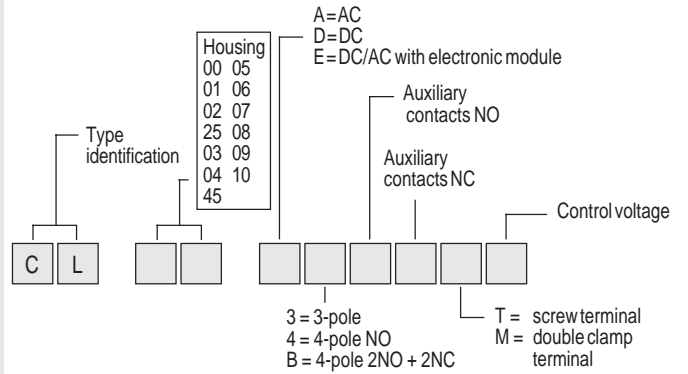 A=AC
D=DC
E=DC/AC with electronic module
Housing
00 05
01 06
02 07
25 08
03 09
04 10
45
Type
identification
Auxiliary
contacts NO
Auxiliary
contacts NC
Control voltage
C L
3 = 3-pole
4 = 4-pole NO
B = 4-pole 2NO + 2NC
T = screw terminal
M = double clamp
terminal